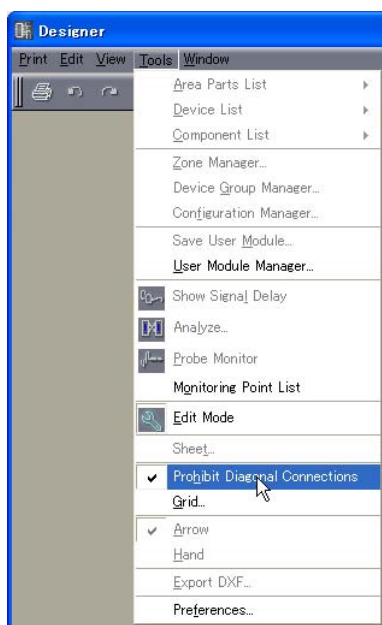 Designer
Print Edit View Tools Window
Area Parts List
Device List
Component List
Zone Manager...
Device Group Manager...
Configuration Manager...
Save User Module...
User Module Manager...
Show Signal Delay
Analyze...
Probe Monitor
Monitoring Point List
Edit Mode
Sheet...
Prohibit Diagonal Connections
Grid...
Arrow
Hand
Export DXF...
Preferences...